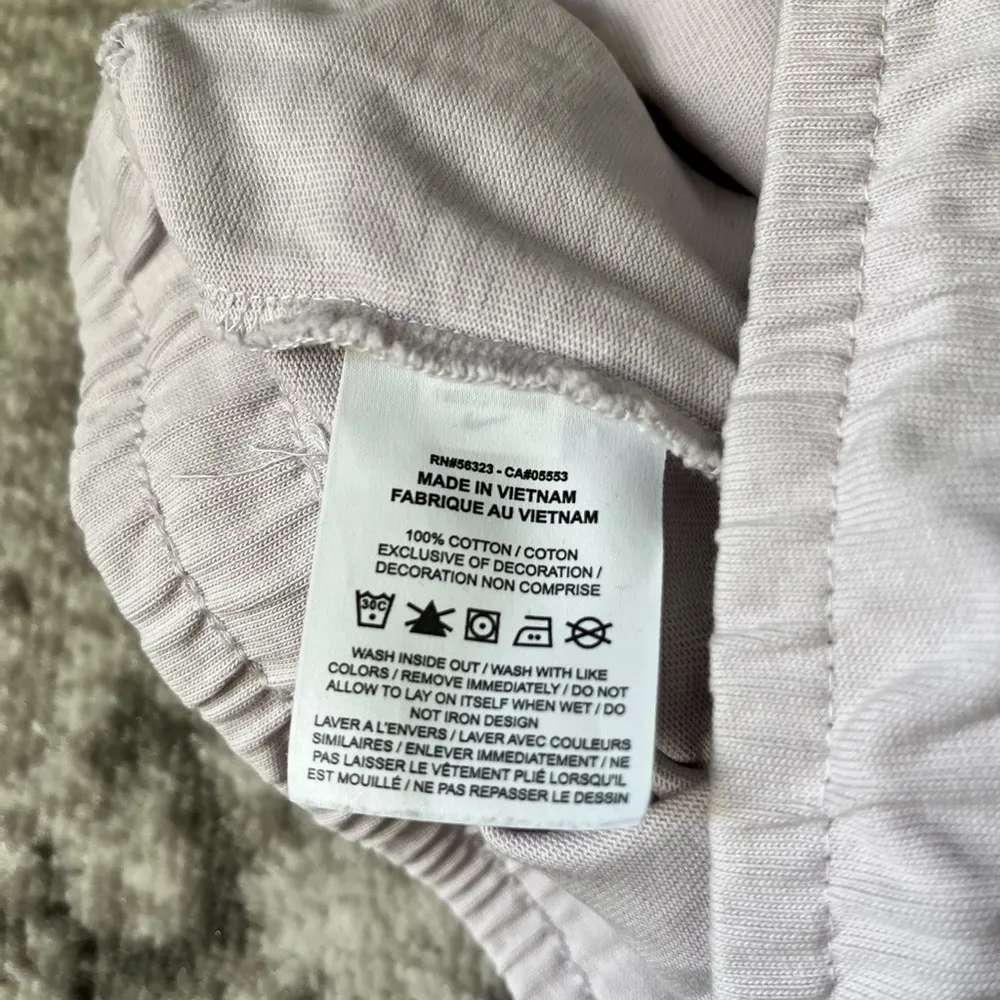 RN#56323 - CA#05553
MADE IN VIETNAM
FABRIQUE AU VIETNAM
100% COTTON / COTON
EXCLUSIVE OF DECORATION /
DECORATION NON COMPRISE
30C
WASH INSIDE OUT / WASH WITH LIKE
COLORS / REMOVE IMMEDIATELY / DO NOT
ALLOW TO LAY ON ITSELF WHEN WET / DO
NOT IRON DESIGN
LAVER A L'ENVERS / LAVER AVEC COULEURS
SIMILAIRES / ENLEVER IMMEDIATEMENT / NE
PAS LAISSER LE VÊTEMENT PLIÉ LORSQU'IL
EST MOUILLÉ / NE PAS REPASSER LE DESSIN